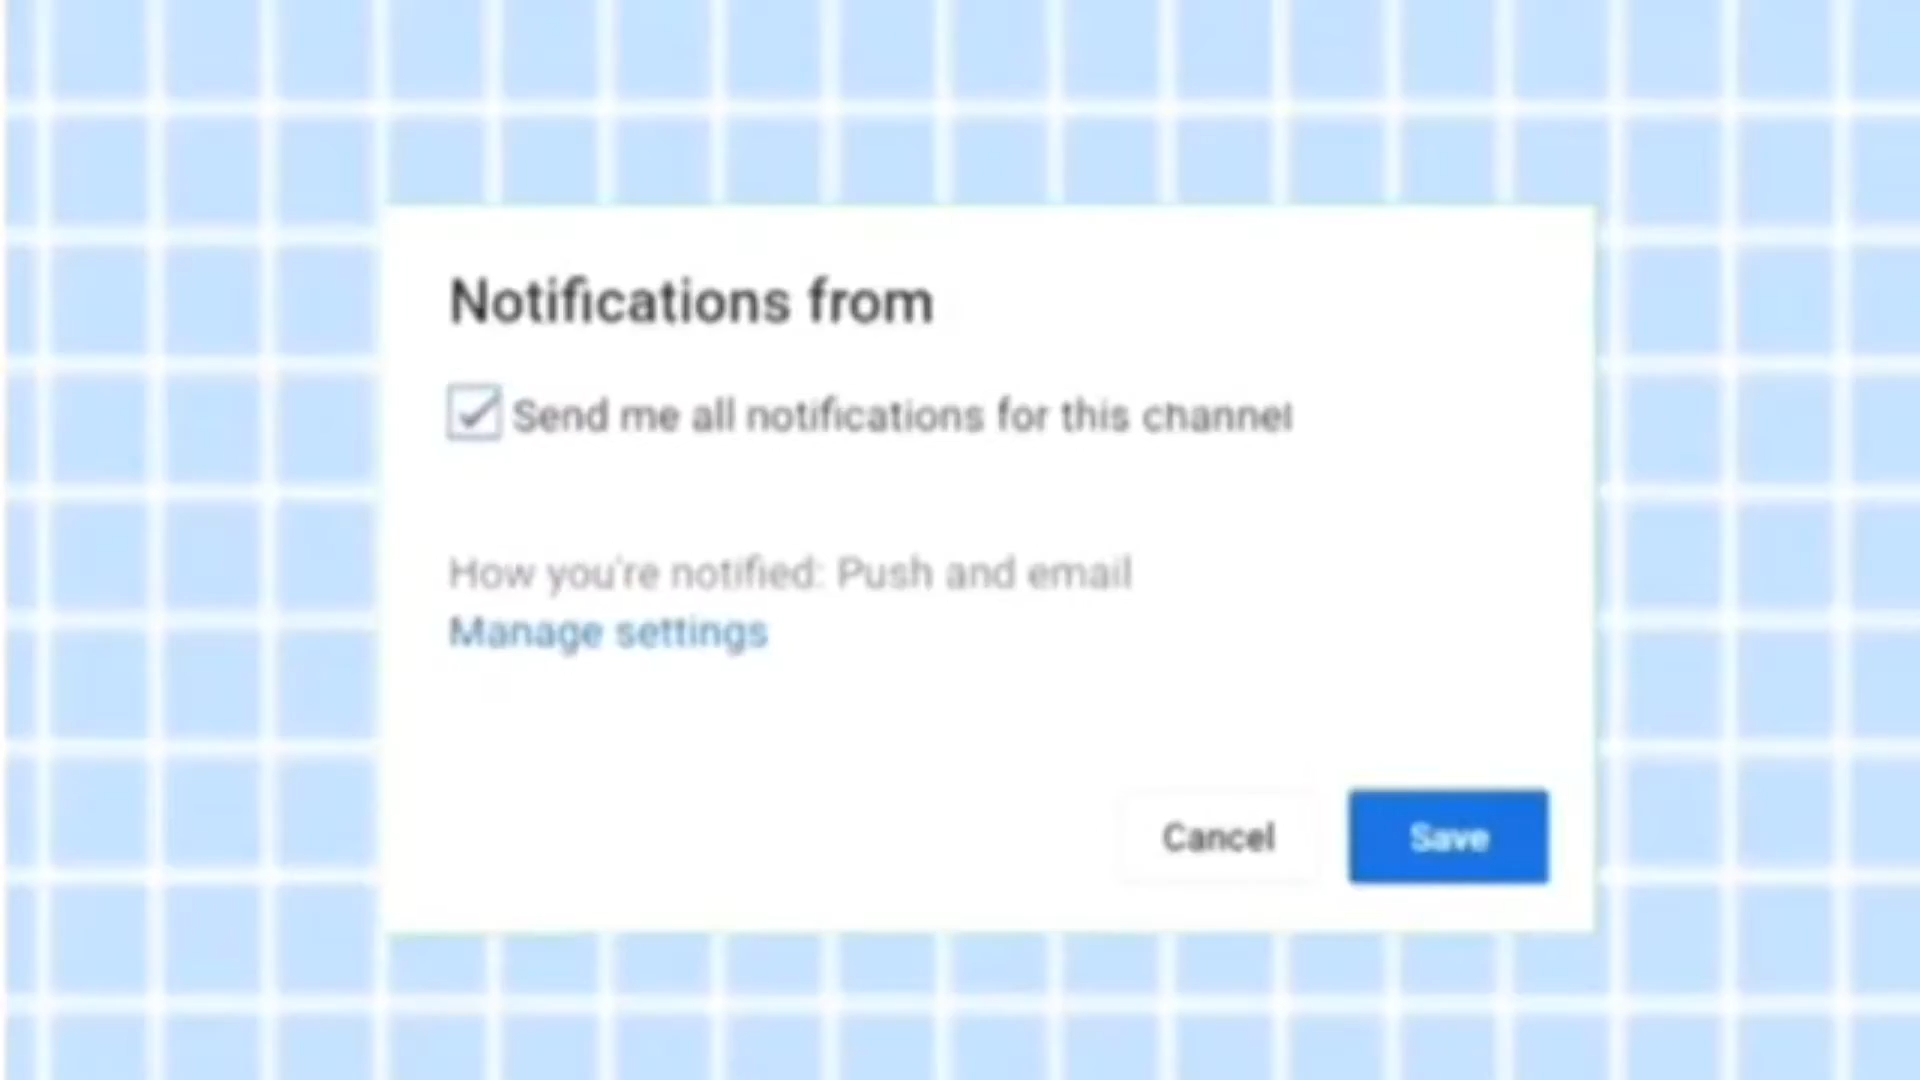 Notifications from
Send me all notifications for this channel
How you're notified: Push and email
Manage settings
Cancel
Save